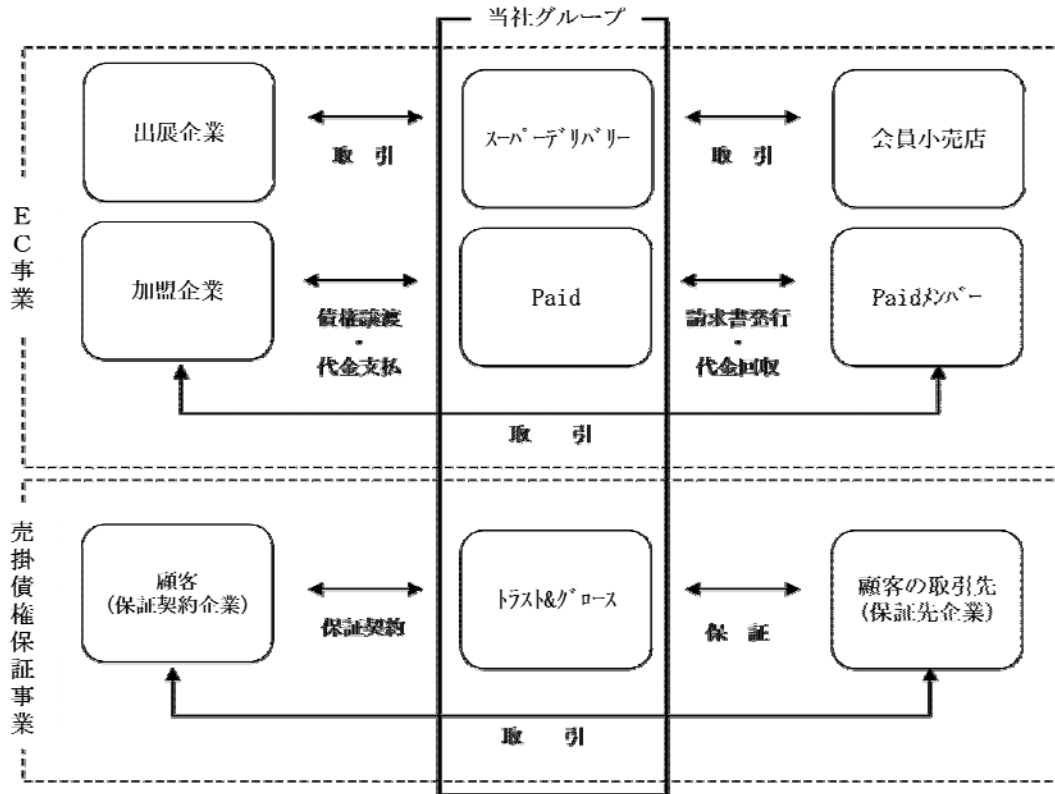 当社グループ
EC事業
出展企業
取 引
スーパーデリバリー
取 引
会員小売店
加盟企業
債権譲渡
・
代金支払
Paid
請求書発行
・
代金回収
Paidメンバー
取 引
売掛債権保証事業
顧客
(保証契約企業)
保証契約
トラスト&グロース
保 証
顧客の取引先
(保証先企業)
取 引